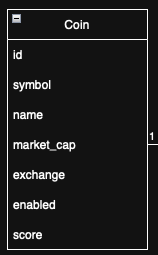 Coin
id
symbol
name
market_cap
1
exchange
enabled
score